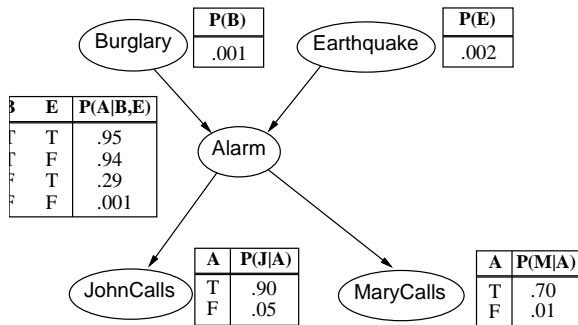 Burglary
P(B)
.001
Earthquake
P(E)
.002
B E P(A|B,E)
T T .95
T F .94
F T .29
F F .001
Alarm
JohnCalls
A P(J|A)
T .90
F .05
MaryCalls
A P(M|A)
T .70
F .01